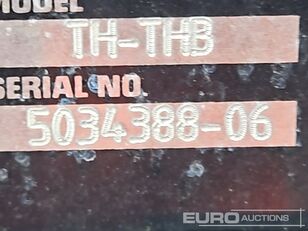 MODEL
TH-THB
SERIAL NO.
5034388-06
EURO AUCTIONS